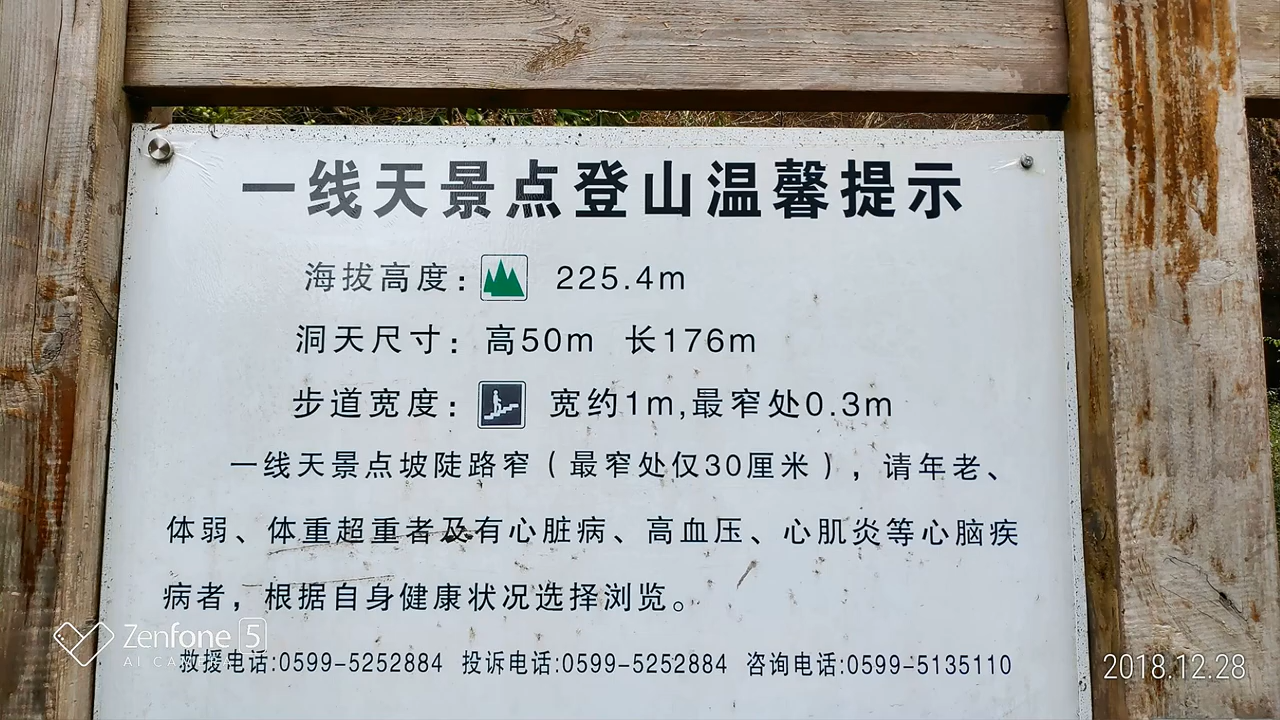 一线天景点登山温馨提示
海拔高度： 225.4m
洞天尺寸：高50m 长176m
步道宽度： 宽约1m,最窄处0.3m
一线天景点坡陡路窄（最窄处仅30厘米），请年老、
体弱、体重超重者及有心脏病、高血压、心肌炎等心脑疾
病者，根据自身健康状况选择浏览。
救援电话:0599-5252884 投诉电话:0599-5252884 咨询电话:0599-5135110
Zenfone 5
AI CA
2018.12.28